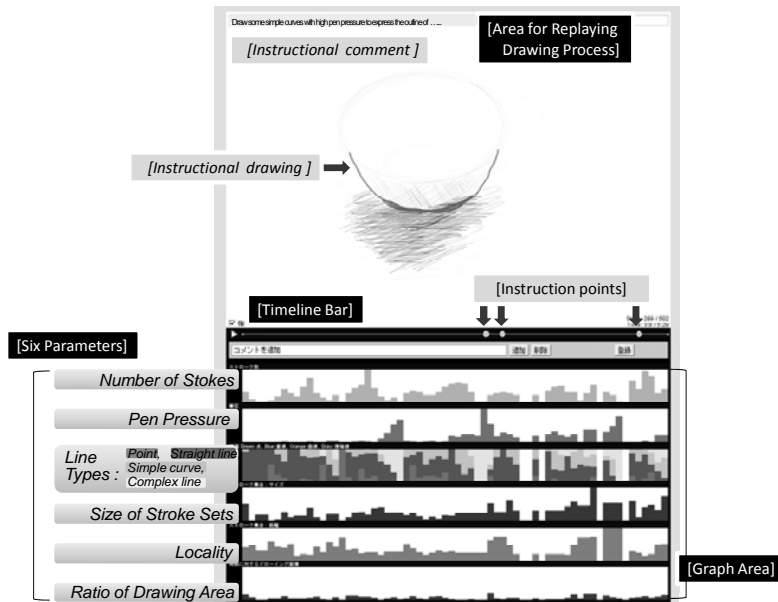 Draw some simple curves with high pen pressure to express the outline of .....
[Area for Replaying
Drawing Process]
[Instructional comment ]
[Instructional drawing ]
[Instruction points]
[Timeline Bar]
[Six Parameters]
コメントを追加
追加
削除
登録
Number of Stokes
Pen Pressure
Line
Types :
Point, Straight line,
Simple curve,
Complex line
Size of Stroke Sets
Locality
Ratio of Drawing Area
[Graph Area]